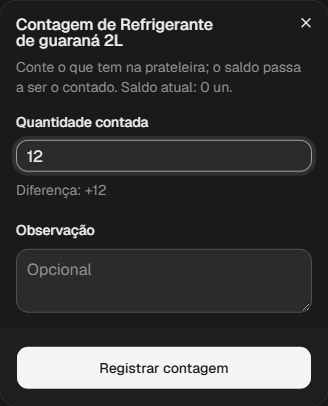 Contagem de Refrigerante
de guaraná 2L
Conte o que tem na prateleira; o saldo passa
a ser o contado. Saldo atual: 0 un.
Quantidade contada
12
Diferença: +12
Observação
Opcional
Registrar contagem